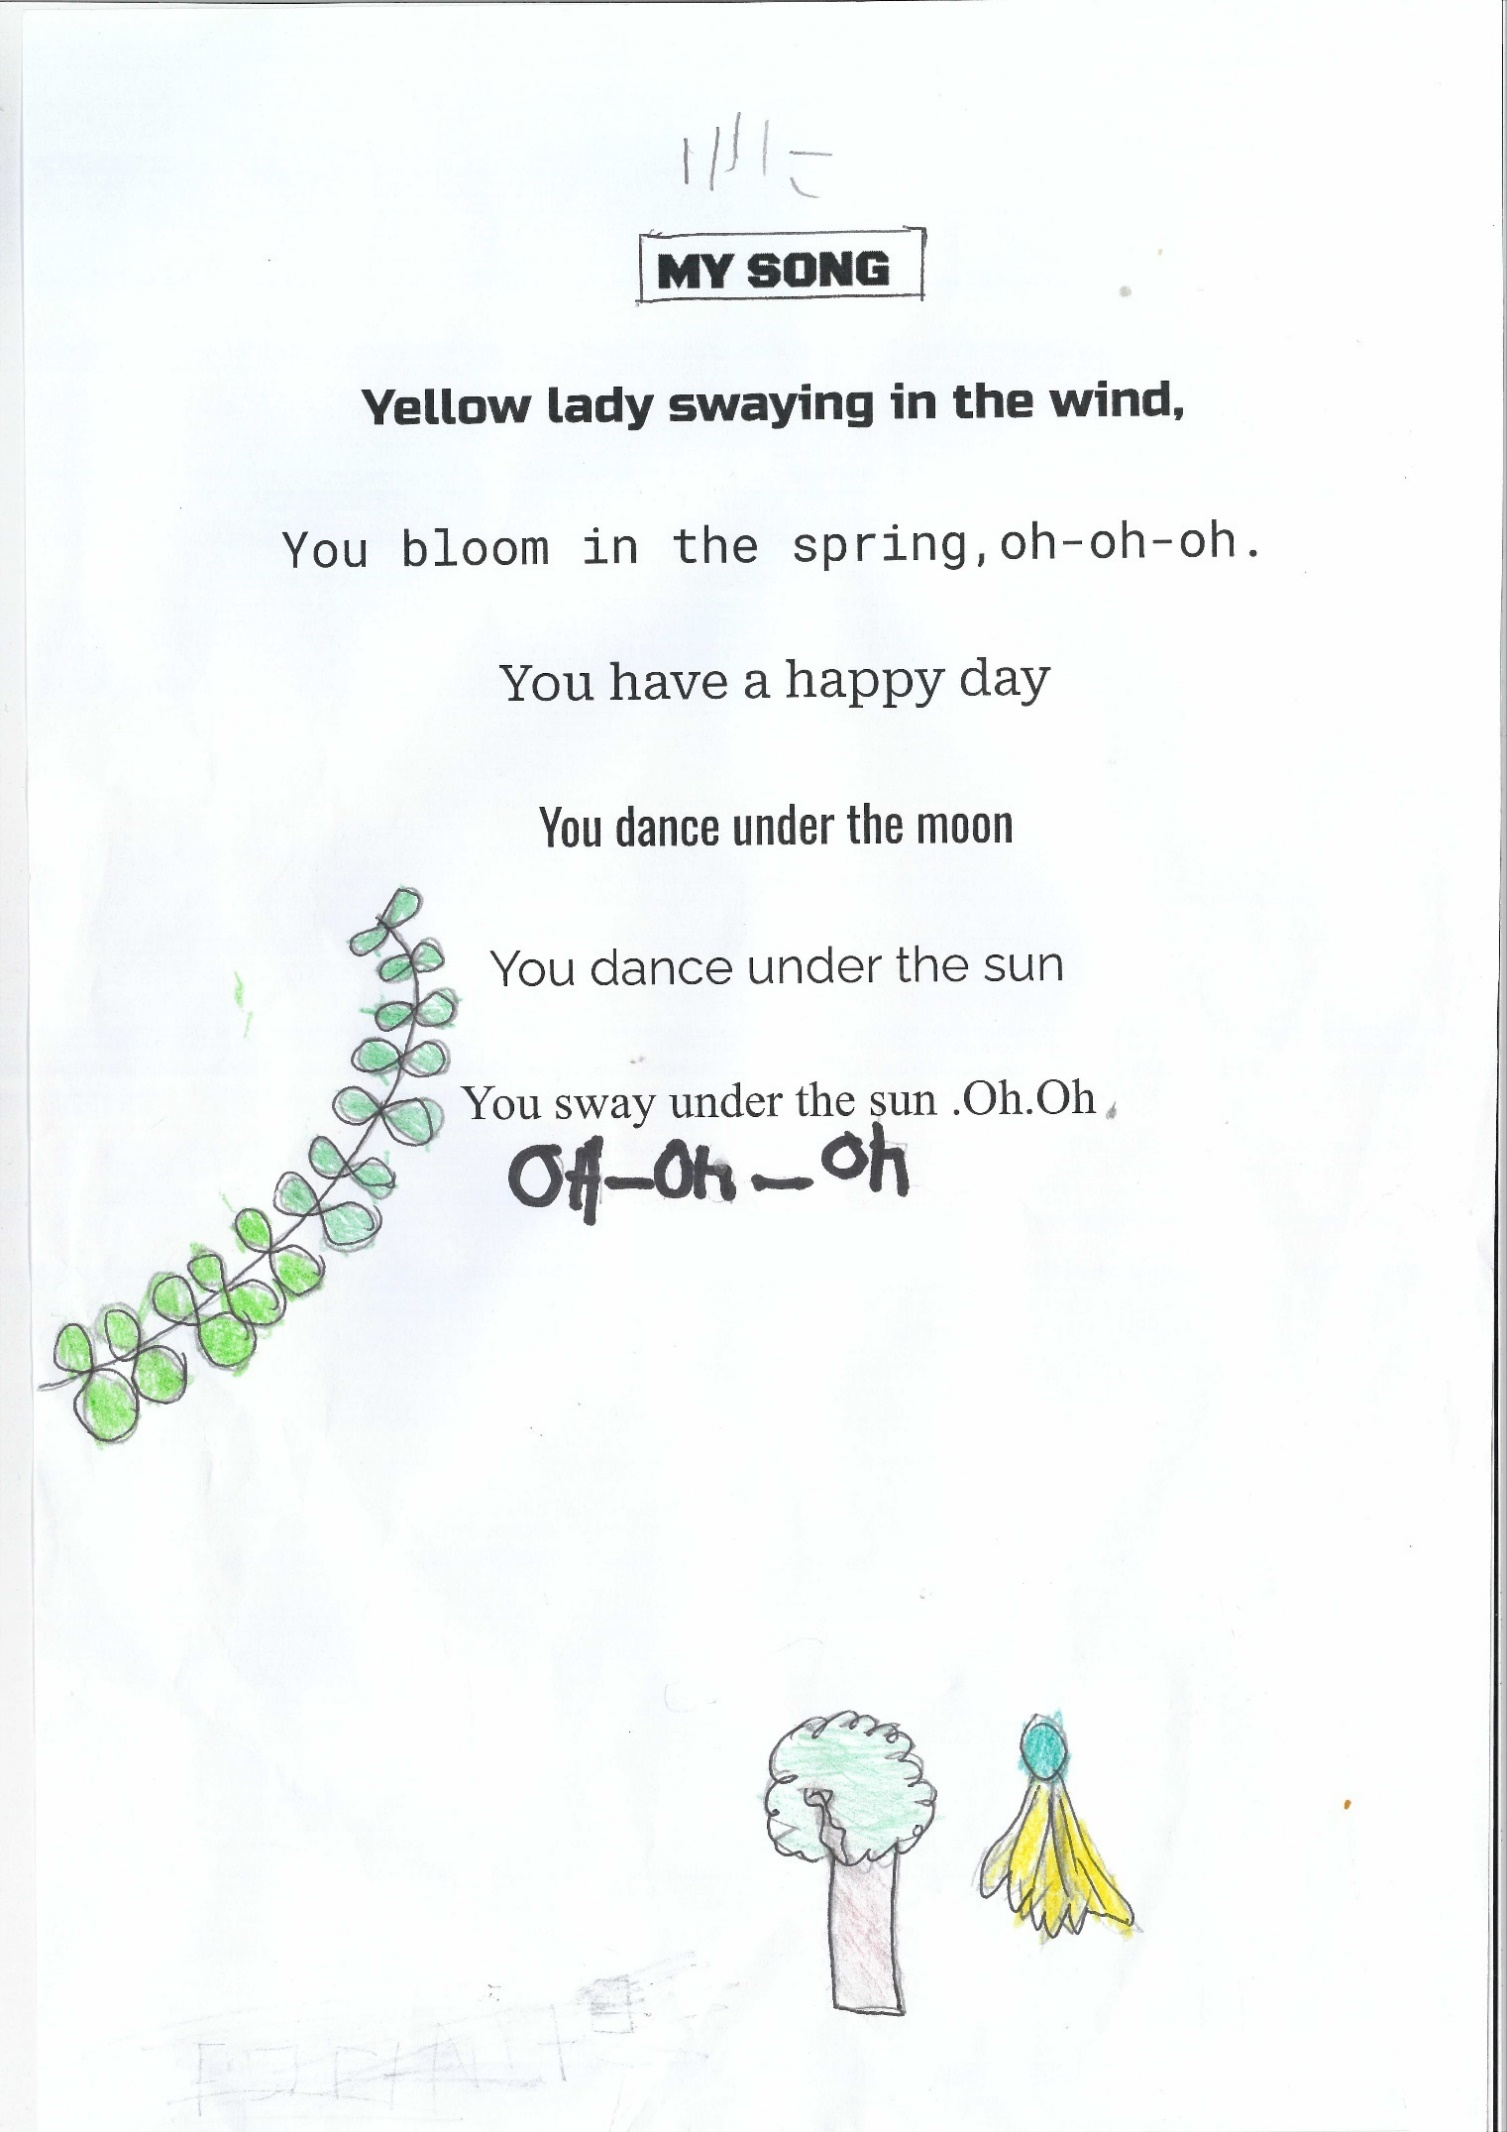 MY SONG
Yellow lady swaying in the wind,
You bloom in the spring,oh-oh-oh.
You have a happy day
You dance under the moon
You dance under the sun
You sway under the sun .Oh.Oh.
OH-Oh-Oh